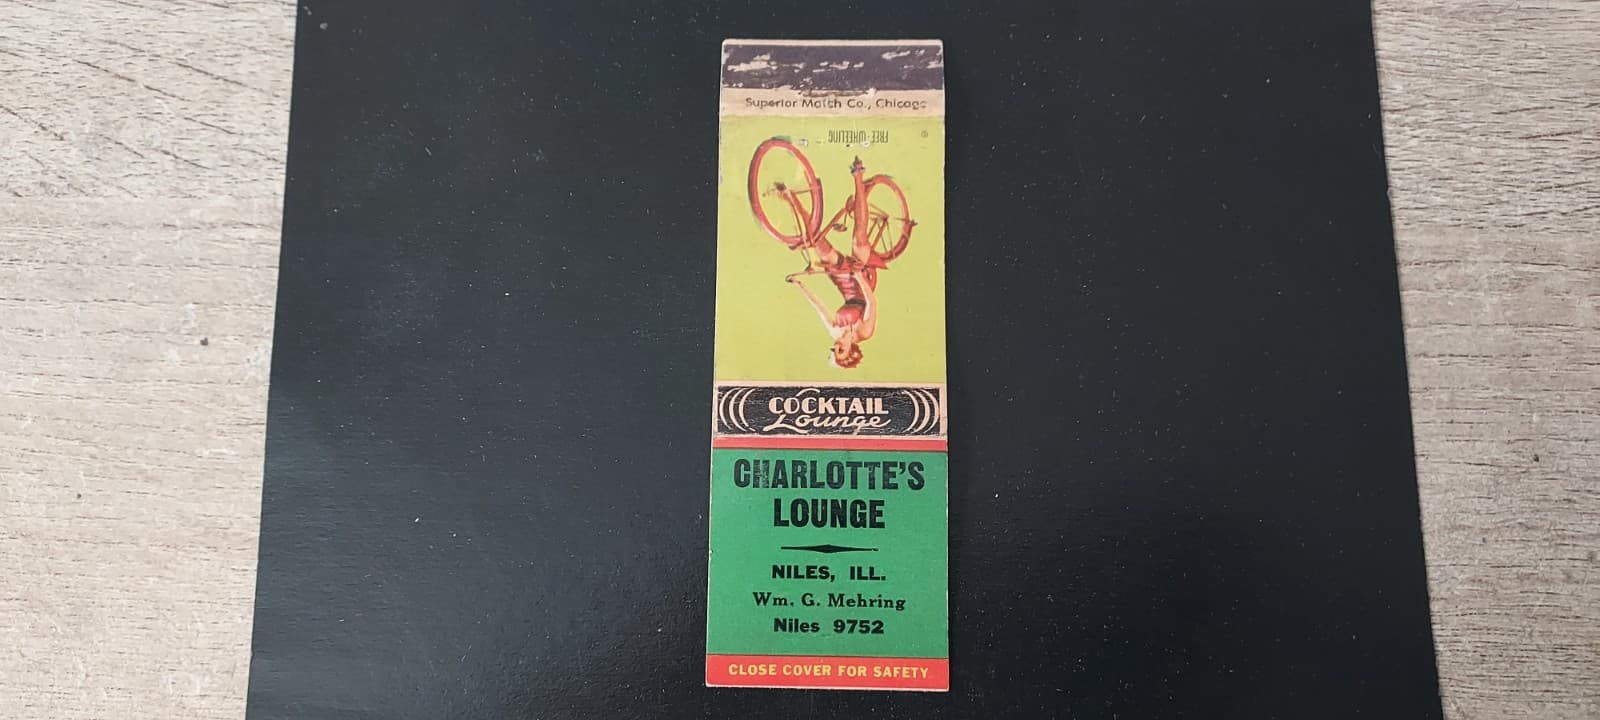 Superior Match Co., Chicago
FREE-WHEELING ©
COCKTAIL
Lounge
CHARLOTTE'S
LOUNGE
NILES, ILL.
Wm. G. Mehring
Niles 9752
CLOSE COVER FOR SAFETY